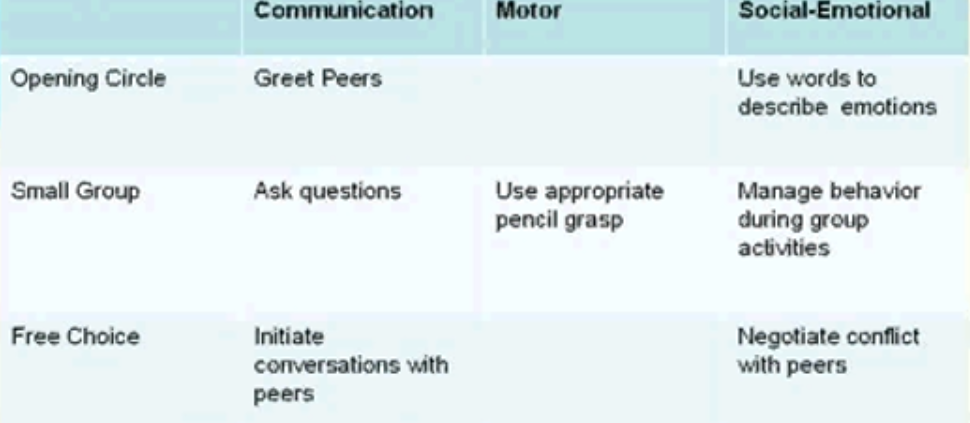 Communication Motor Social-Emotional
Opening Circle Greet Peers Use words to
describe emotions
Small Group Ask questions Use appropriate Manage behavior
pencil grasp during group
activities
Free Choice Initiate Negotiate conflict
conversations with with peers
peers